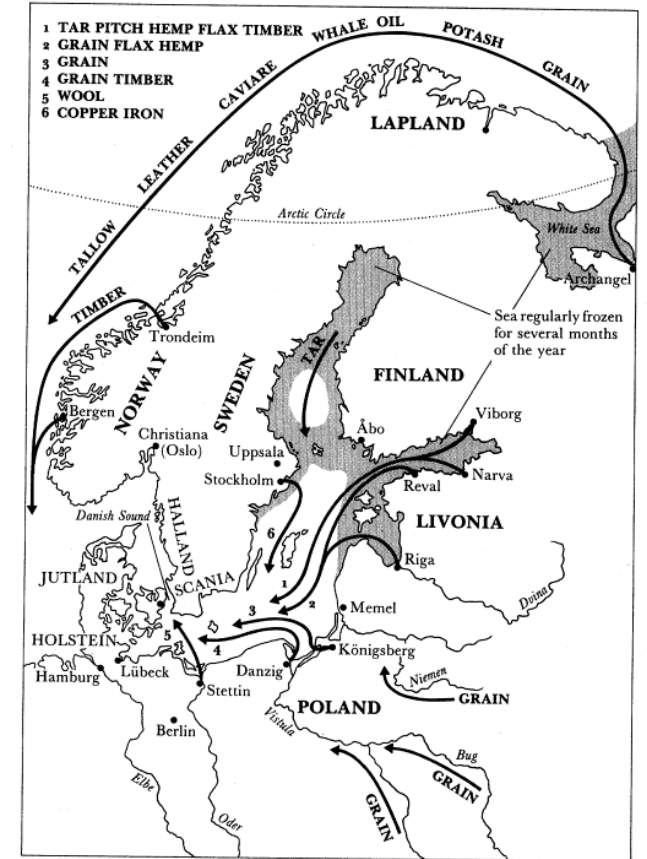 1 TAR PITCH HEMP FLAX TIMBER
2 GRAIN FLAX HEMP
3 GRAIN
4 GRAIN TIMBER
5 WOOL
6 COPPER IRON
TALLOW LEATHER CAVIARE WHALE OIL POTASH GRAIN
LAPLAND
Arctic Circle
White Sea
Archangel
TIMBER
Trondeim
Sea regularly frozen
for several months
of the year
TAR
NORWAY
SWEDEN
FINLAND
Bergen
Viborg
Christiana
(Oslo)
Åbo
Uppsala
Stockholm
Reval
Narva
Danish Sound
HALLAND
LIVONIA
6
Riga
JUTLAND
SCANIA
1
2
Dvina
3
Memel
5
4
HOLSTEIN
Königsberg
Hamburg
Lübeck
Danzig
Niemen
Stettin
GRAIN
POLAND
Vistula
Berlin
Bug
GRAIN
Elbe
GRAIN
Oder